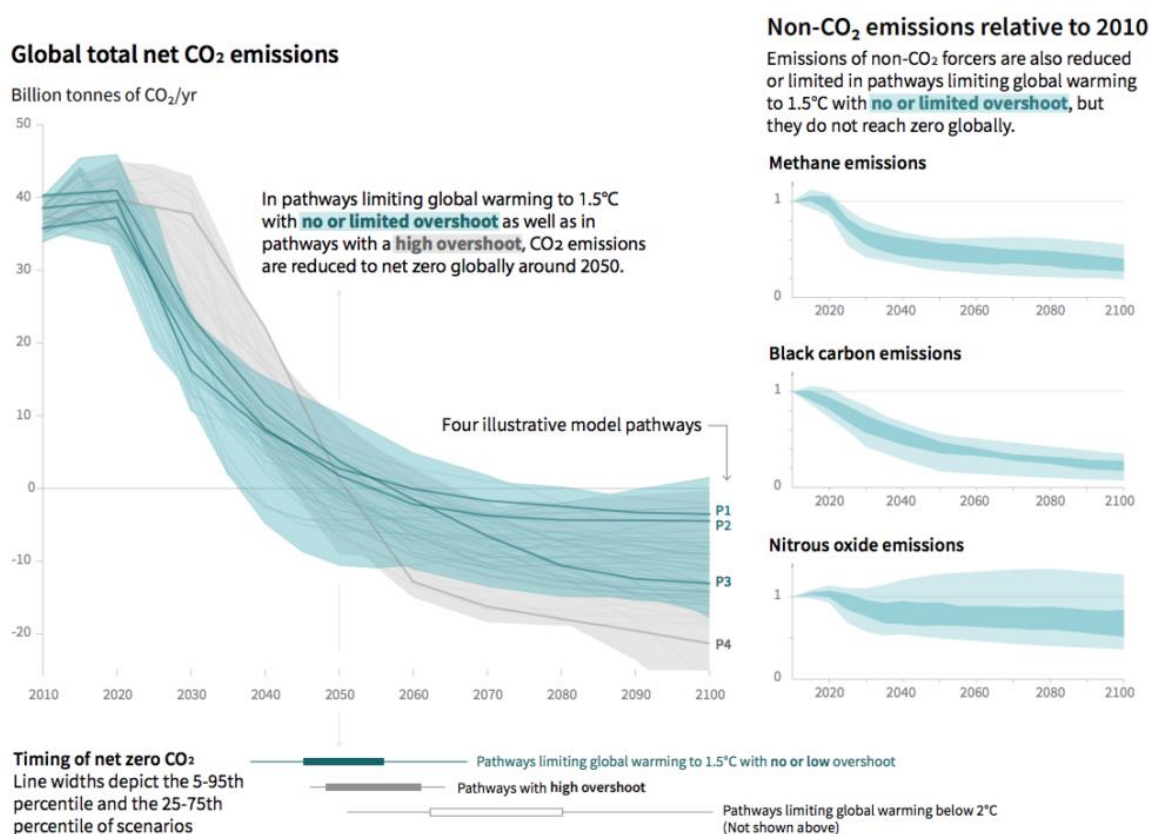 Global total net CO₂ emissions
Billion tonnes of CO₂/yr
50
40
30
20
10
0
-10
-20
In pathways limiting global warming to 1.5°C
with no or limited overshoot as well as in
pathways with a high overshoot, CO₂ emissions
are reduced to net zero globally around 2050.
Four illustrative model pathways
P1
P2
P3
P4
2010 2020 2030 2040 2050 2060 2070 2080 2090 2100
Timing of net zero CO₂
Line widths depict the 5-95th
percentile and the 25-75th
percentile of scenarios
Pathways limiting global warming to 1.5°C with no or low overshoot
Pathways with high overshoot
Pathways limiting global warming below 2°C
(Not shown above)
Non-CO₂ emissions relative to 2010
Emissions of non-CO₂ forcers are also reduced
or limited in pathways limiting global warming
to 1.5°C with no or limited overshoot, but
they do not reach zero globally.
Methane emissions
1
1
2020 2040 2060 2080 2100
Black carbon emissions
1
0
2020 2040 2060 2080 2100
Nitrous oxide emissions
1
0
2020 2040 2060 2080 2100